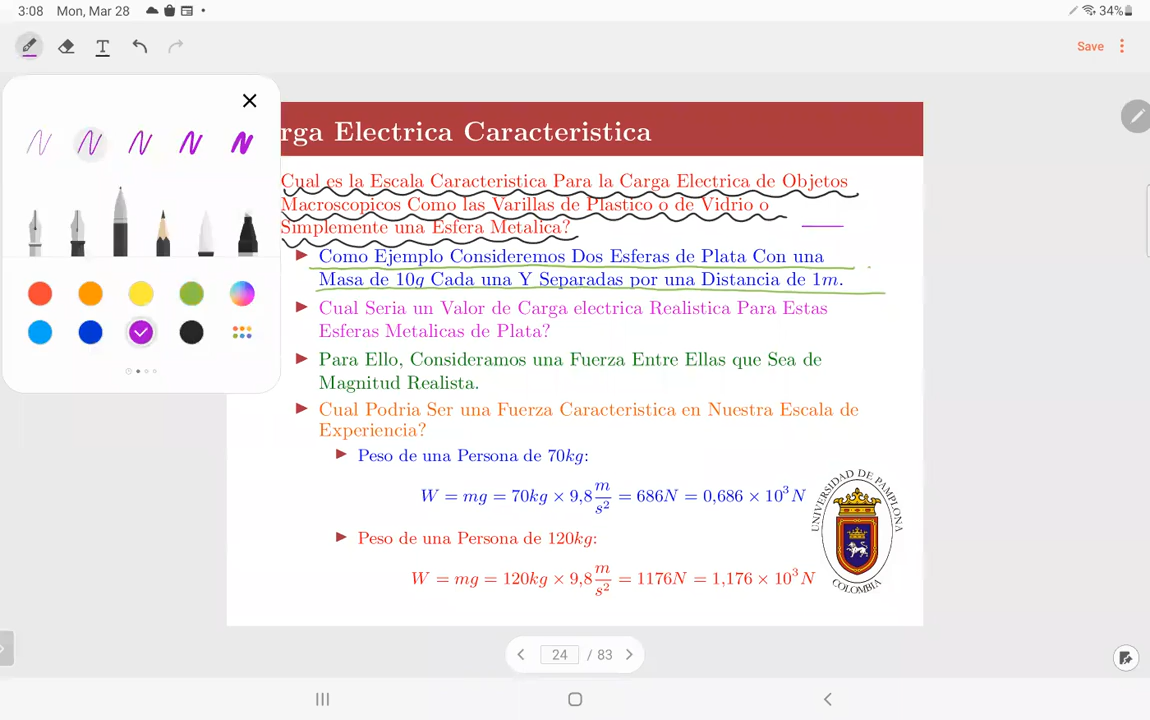 3:08 Mon, Mar 28
34%
T
Save
rga Electrica Caracteristica
Cual es la Escala Caracteristica Para la Carga Electrica de Objetos
Macroscopicos Como las Varillas de Plastico o de Vidrio o
Simplemente una Esfera Metalica?
Como Ejemplo Consideremos Dos Esferas de Plata Con una
Masa de 10g Cada una Y Separadas por una Distancia de 1m.
Cual Seria un Valor de Carga electrica Realistica Para Estas
Esferas Metalicas de Plata?
Para Ello, Consideramos una Fuerza Entre Ellas que Sea de
Magnitud Realista.
Cual Podria Ser una Fuerza Caracteristica en Nuestra Escala de
Experiencia?
Peso de una Persona de 70kg:
W = mg = 70kg × 9,8 m/s² = 686N = 0,686 × 10³ N
Peso de una Persona de 120kg:
W = mg = 120kg × 9,8 m/s² = 1176N = 1,176 × 10³ N
UNIVERSIDAD DE PAMPLONA
COLOMBIA
24 / 83